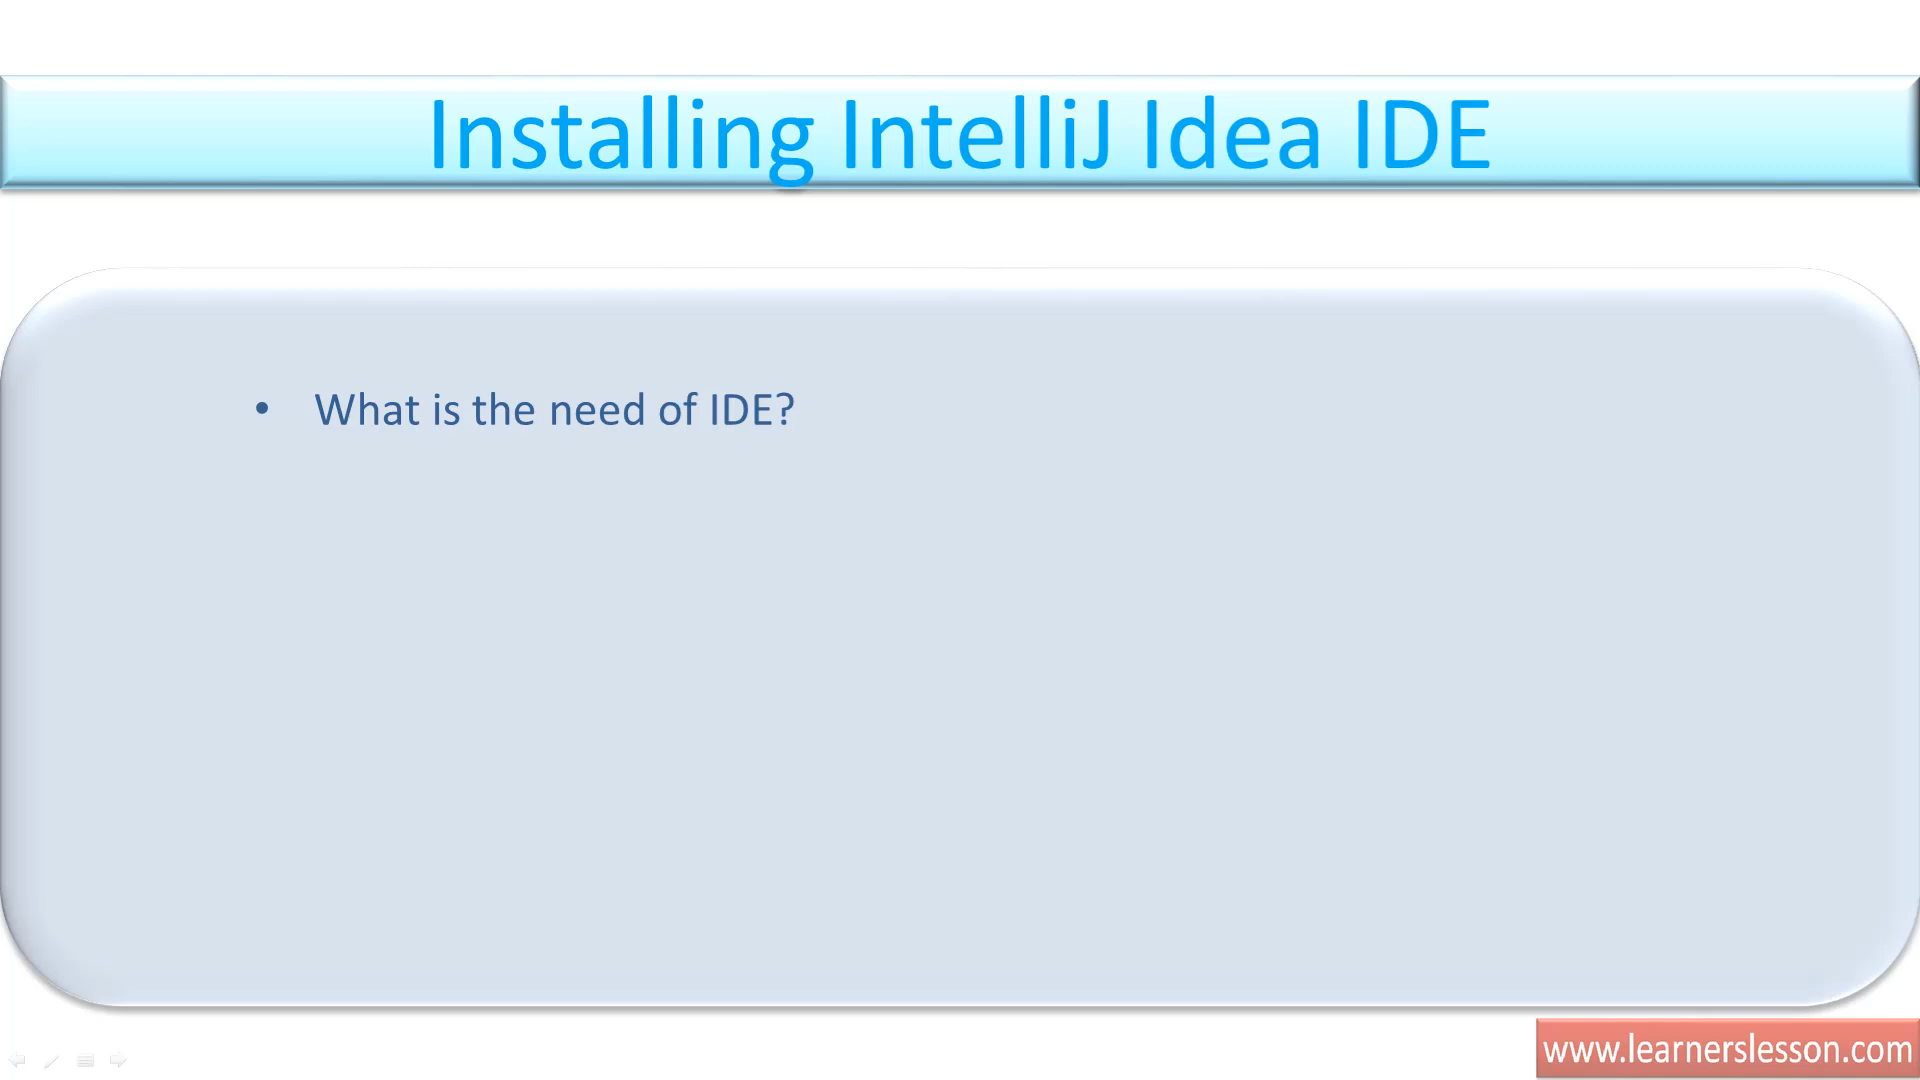 Installing IntelliJ Idea IDE
• What is the need of IDE?
www.learnerslesson.com